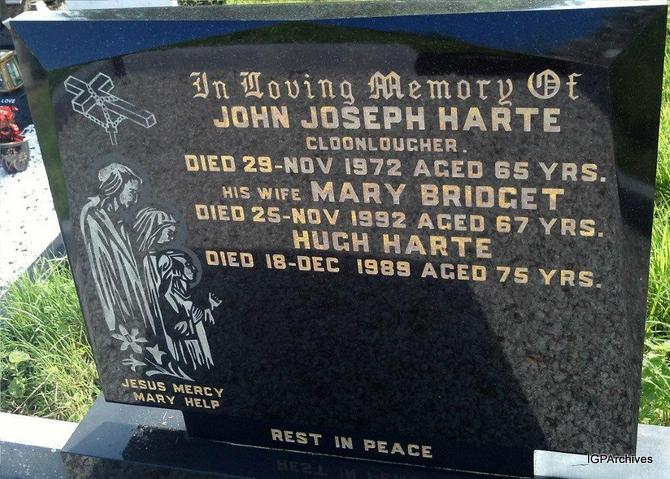 In Loving Memory Of
JOHN JOSEPH HARTE
CLOONLOUGHER.
DIED 29-NOV 1972 AGED 65 YRS.
HIS WIFE MARY BRIDGET
DIED 25-NOV 1992 AGED 67 YRS.
HUGH HARTE
DIED 18-DEC 1989 AGED 75 YRS.
JESUS MERCY
MARY HELP
REST IN PEACE
LOVE
IGPArchives